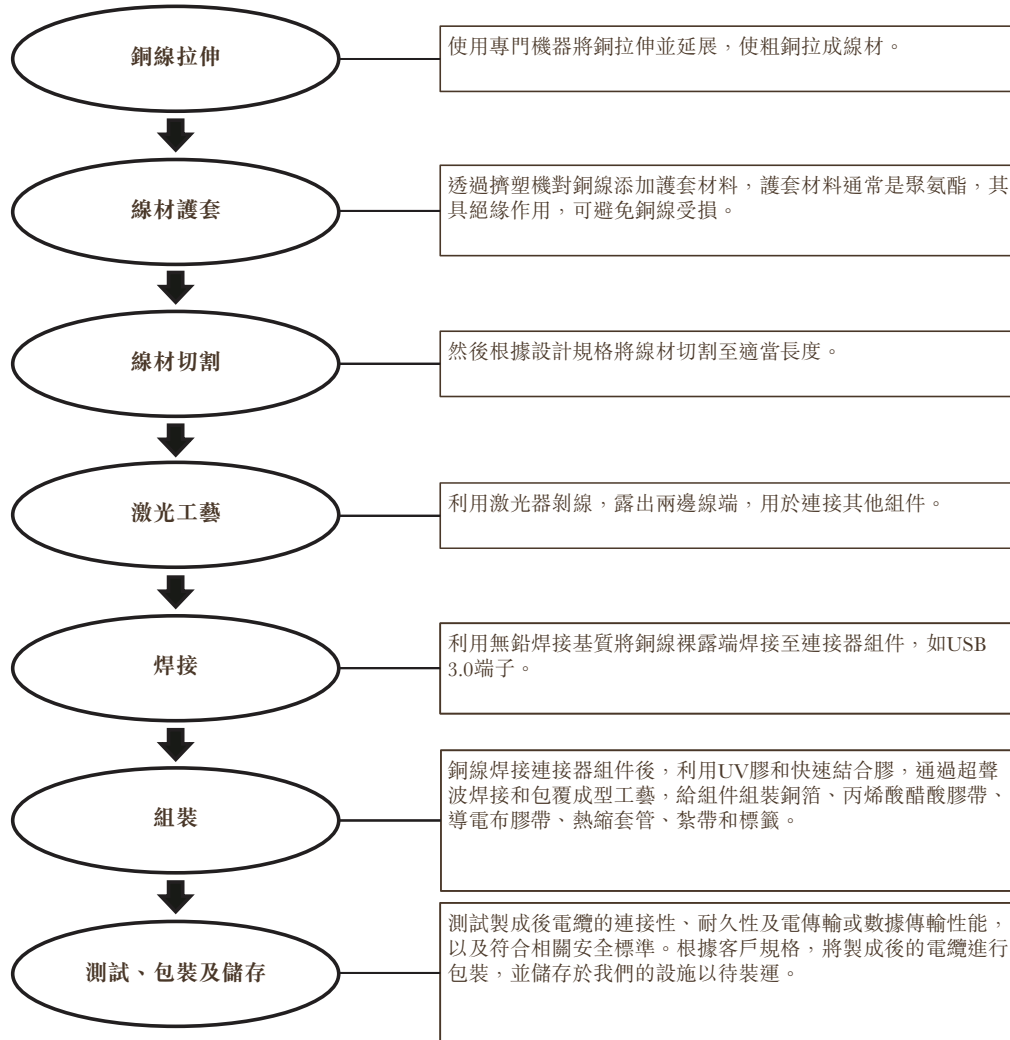 銅線拉伸
使用專門機器將銅拉伸並延展，使粗銅拉成線材。
線材護套
透過擠塑機對銅線添加護套材料，護套材料通常是聚氨酯，其
具絕緣作用，可避免銅線受損。
線材切割
然後根據設計規格將線材切割至適當長度。
激光工藝
利用激光器剝線，露出兩邊線端，用於連接其他組件。
焊接
利用無鉛焊接基質將銅線裸露端焊接至連接器組件，如USB
3.0端子。
組裝
銅線焊接連接器組件後，利用UV膠和快速結合膠，通過超聲
波焊接和包覆成型工藝，給組件組裝銅箔、丙烯酸醋酸膠帶、
導電布膠帶、熱縮套管、紮帶和標籤。
測試、包裝及儲存
測試製成後電纜的連接性、耐久性及電傳輸或數據傳輸性能，
以及符合相關安全標準。根據客戶規格，將製成後的電纜進行
包裝，並儲存於我們的設施以待裝運。